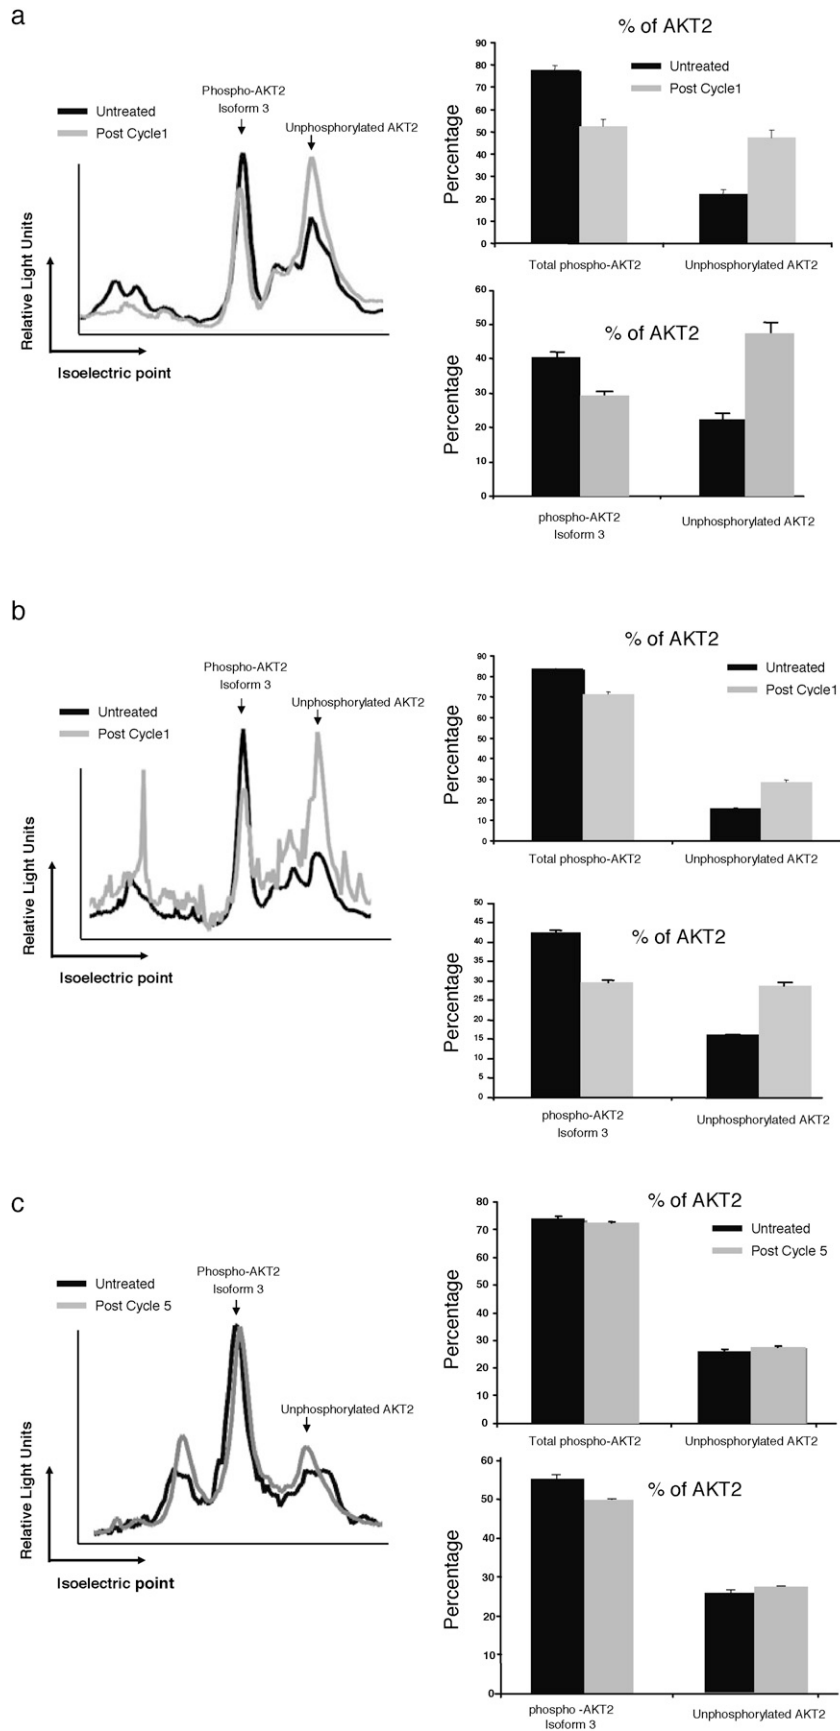 a
% of AKT2
Untreated
Post Cycle1
Phospho-AKT2
Isoform 3
Unphosphorylated AKT2
Relative Light Units
Isoelectric point
Percentage
90
80
70
60
50
40
30
20
10
0
Untreated
Post Cycle1
Total phospho-AKT2
Unphosphorylated AKT2
% of AKT2
Percentage
60
50
40
30
20
10
0
phospho-AKT2
Isoform 3
Unphosphorylated AKT2
b
Untreated
Post Cycle1
Phospho-AKT2
Isoform 3
Unphosphorylated AKT2
Relative Light Units
Isoelectric point
% of AKT2
Percentage
90
80
70
60
50
40
30
20
10
0
Untreated
Post Cycle1
Total phospho-AKT2
Unphosphorylated AKT2
% of AKT2
Percentage
50
45
40
35
30
25
20
15
10
5
0
phospho-AKT2
Isoform 3
Unphosphorylated AKT2
c
Untreated
Post Cycle 5
Phospho-AKT2
Isoform 3
Unphosphorylated AKT2
Relative Light Units
Isoelectric point
% of AKT2
Percentage
80
70
60
50
40
30
20
10
0
Untreated
Post Cycle 5
Total phospho-AKT2
Unphosphorylated AKT2
% of AKT2
Percentage
60
50
40
30
20
10
0
phospho -AKT2
Isoform 3
Unphosphorylated AKT2